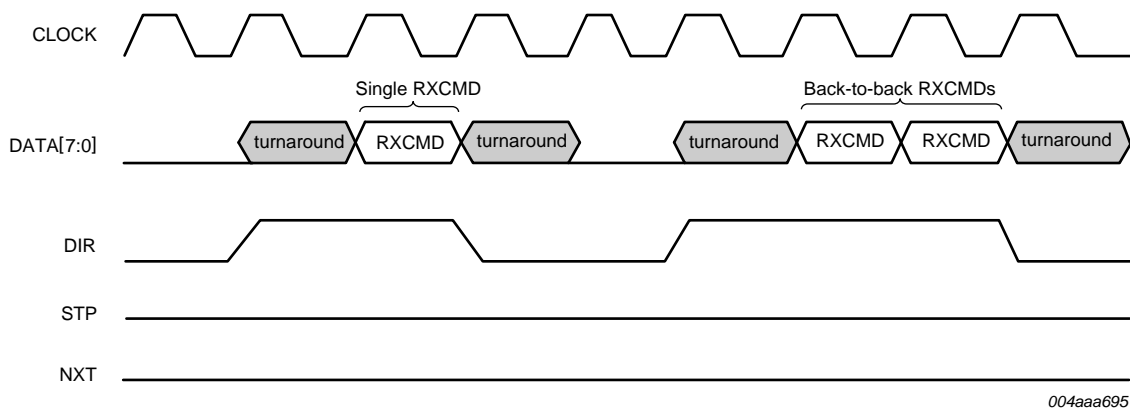 CLOCK
Single RXCMD
Back-to-back RXCMDs
DATA[7:0]
turnaround
RXCMD
turnaround
turnaround
RXCMD
RXCMD
turnaround
DIR
STP
NXT
004aaa695